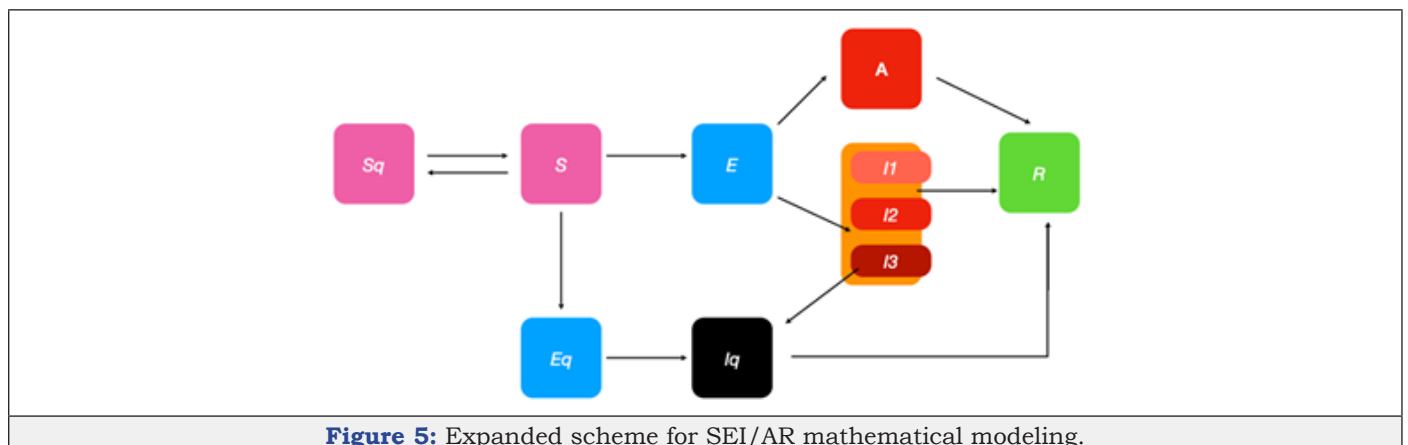 A
Sq
S
E
I1
R
I2
I3
Eq
Iq
Figure 5: Expanded scheme for SEI/AR mathematical modeling.